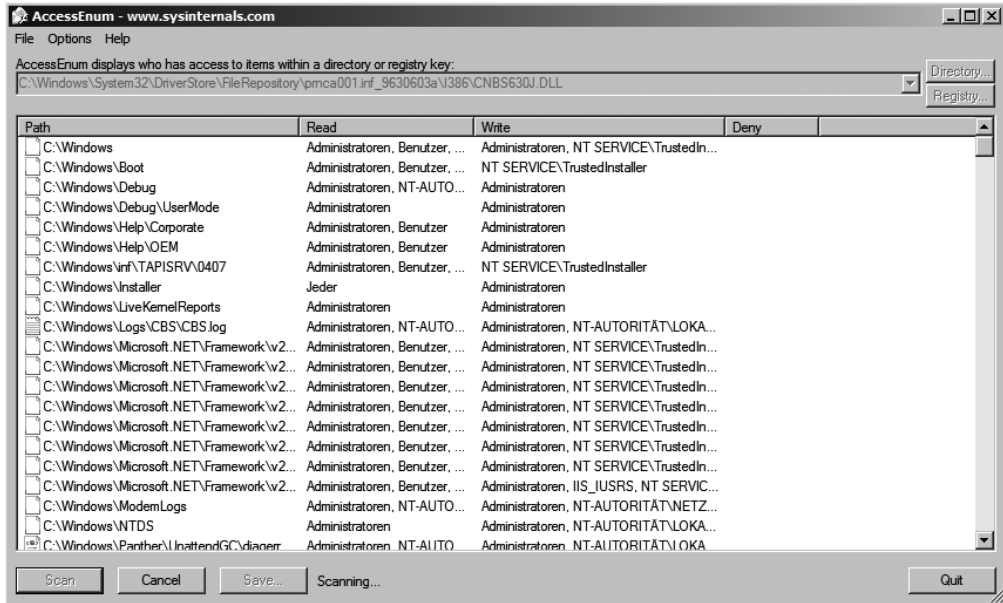 AccessEnum - www.sysinternals.com
File Options Help
AccessEnum displays who has access to items within a directory or registry key:
C:\Windows\System32\DriverStore\FileRepository\prnca001.inf_9630603a\I386\CNBS630J.DLL
Directory...
Registry...
Path Read Write Deny
C:\Windows Administratoren, Benutzer, ... Administratoren, NT SERVICE\TrustedIn...
C:\Windows\Boot Administratoren, Benutzer, ... NT SERVICE\TrustedInstaller
C:\Windows\Debug Administratoren, NT-AUTO... Administratoren
C:\Windows\Debug\UserMode Administratoren Administratoren
C:\Windows\Help\Corporate Administratoren, Benutzer Administratoren
C:\Windows\Help\OEM Administratoren, Benutzer Administratoren
C:\Windows\inf\TAPISRV\0407 Administratoren, Benutzer, ... NT SERVICE\TrustedInstaller
C:\Windows\Installer Jeder Administratoren
C:\Windows\LiveKernelReports Administratoren Administratoren
C:\Windows\Logs\CBS\CBS.log Administratoren, NT-AUTO... Administratoren, NT-AUTORITÄT\LOKA...
C:\Windows\Microsoft.NET\Framework\v2... Administratoren, Benutzer, ... Administratoren, NT SERVICE\TrustedIn...
C:\Windows\Microsoft.NET\Framework\v2... Administratoren, Benutzer, ... Administratoren, NT SERVICE\TrustedIn...
C:\Windows\Microsoft.NET\Framework\v2... Administratoren, Benutzer, ... Administratoren, NT SERVICE\TrustedIn...
C:\Windows\Microsoft.NET\Framework\v2... Administratoren, Benutzer, ... Administratoren, NT SERVICE\TrustedIn...
C:\Windows\Microsoft.NET\Framework\v2... Administratoren, Benutzer, ... Administratoren, NT SERVICE\TrustedIn...
C:\Windows\Microsoft.NET\Framework\v2... Administratoren, Benutzer, ... Administratoren, NT SERVICE\TrustedIn...
C:\Windows\Microsoft.NET\Framework\v2... Administratoren, Benutzer, ... Administratoren, NT SERVICE\TrustedIn...
C:\Windows\Microsoft.NET\Framework\v2... Administratoren, Benutzer, ... Administratoren, IIS_IUSRS, NT SERVIC...
C:\Windows\ModemLogs Administratoren, NT-AUTO... Administratoren, NT-AUTORITÄT\NETZ...
C:\Windows\NTDS Administratoren Administratoren, NT-AUTORITÄT\LOKA...
C:\Windows\Panther\UnattendGC\diagerr Administratoren, NT-AUTO Administratoren, NT-AUTORITÄT\LOKA
Scan Cancel Save... Scanning... Quit